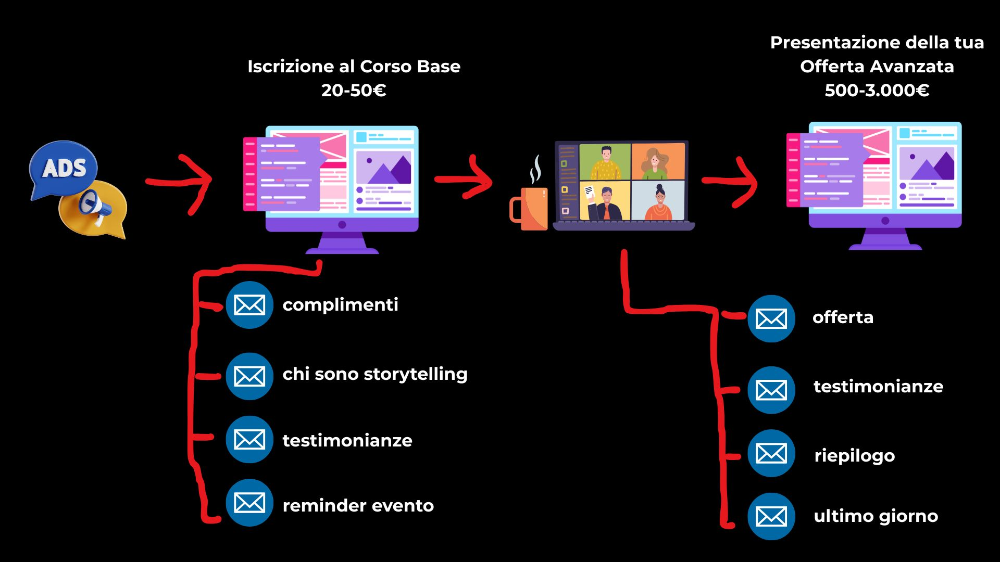 Presentazione della tua
Offerta Avanzata
500-3.000€
Iscrizione al Corso Base
20-50€
ADS
complimenti
chi sono storytelling
testimonianze
reminder evento
offerta
testimonianze
riepilogo
ultimo giorno